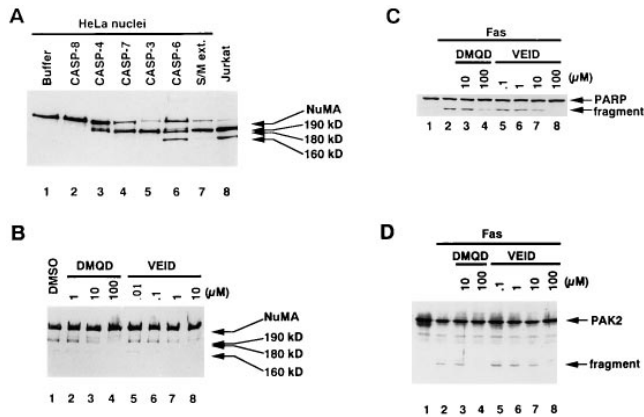 A
HeLa nuclei
Buffer
CASP-8
CASP-4
CASP-7
CASP-3
CASP-6
S/M ext.
Jurkat
NuMA
190 kD
180 kD
160 kD
1 2 3 4 5 6 7 8
B
DMSO
DMQD VEID
1 10 100 .01 .1 1 10 (μM)
NuMA
190 kD
180 kD
160 kD
1 2 3 4 5 6 7 8
C
Fas
DMQD VEID
10 100 .1 1 10 100 (μM)
PARP
fragment
1 2 3 4 5 6 7 8
D
Fas
DMQD VEID
10 100 .1 1 10 100 (μM)
PAK2
fragment
1 2 3 4 5 6 7 8